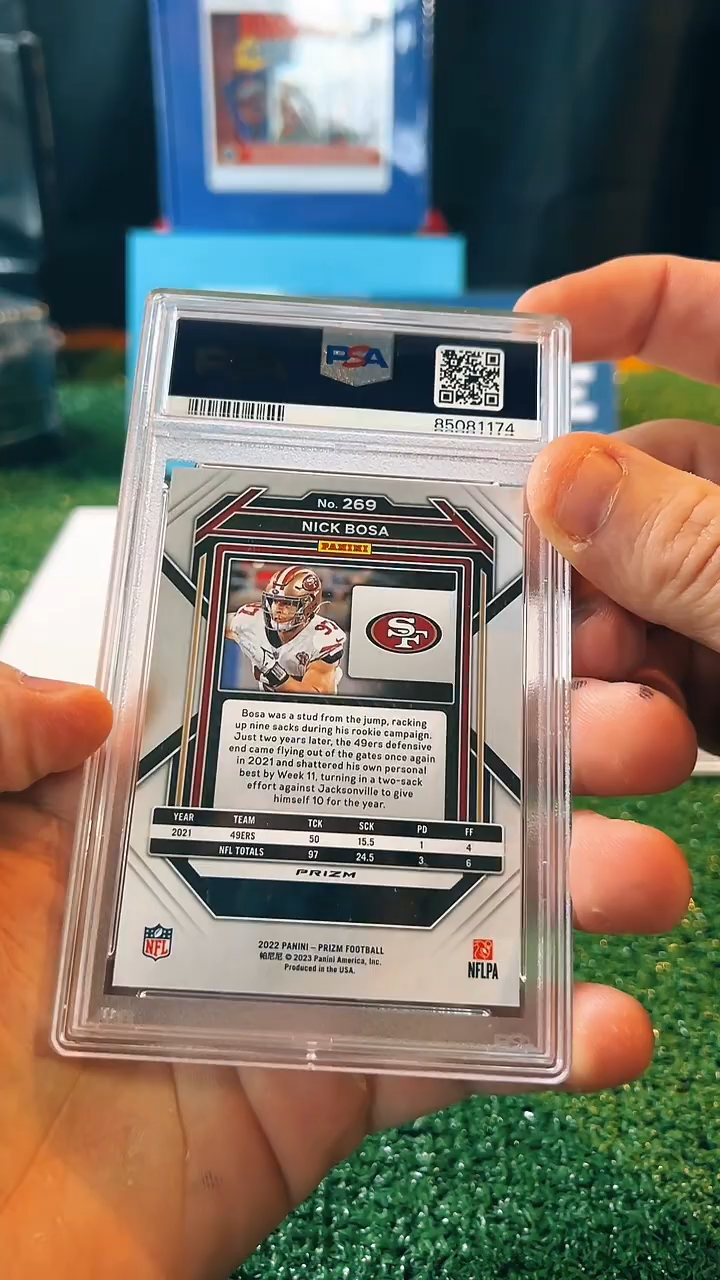 PSA
85081174
No. 269
NICK BOSA
PANINI
SF
Bosa was a stud from the jump, racking
up nine sacks during his rookie campaign.
Just two years later, the 49ers defensive
end came flying out of the gates once again
in 2021 and shattered his own personal
best by Week 11, turning in a two-sack
effort against Jacksonville to give
himself 10 for the year.
YEAR TEAM TCK SCK PD FF
2021 49ERS 50 15.5 1 4
NFL TOTALS 97 24.5 3 6
PRIZM
NFL
2022 PANINI – PRIZM FOOTBALL
帕尼尼 © 2023 Panini America, Inc.
Produced in the USA.
NFLPA